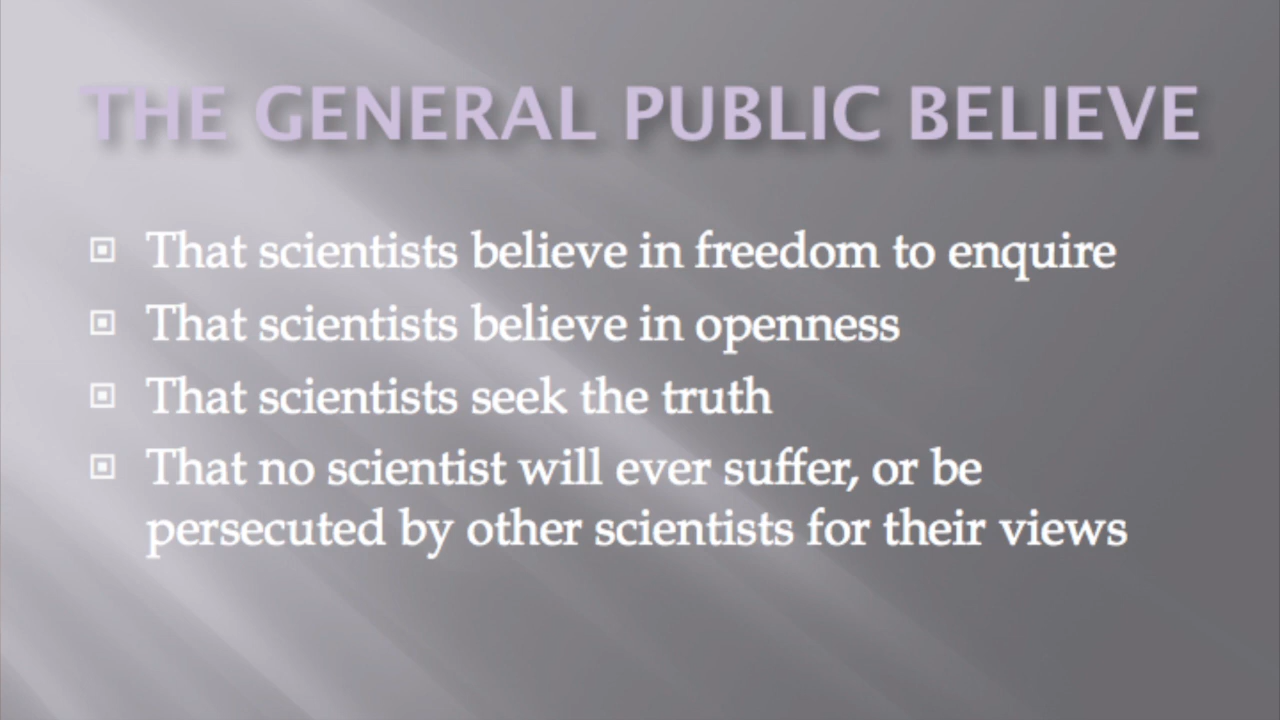 THE GENERAL PUBLIC BELIEVE
That scientists believe in freedom to enquire
That scientists believe in openness
That scientists seek the truth
That no scientist will ever suffer, or be
persecuted by other scientists for their views